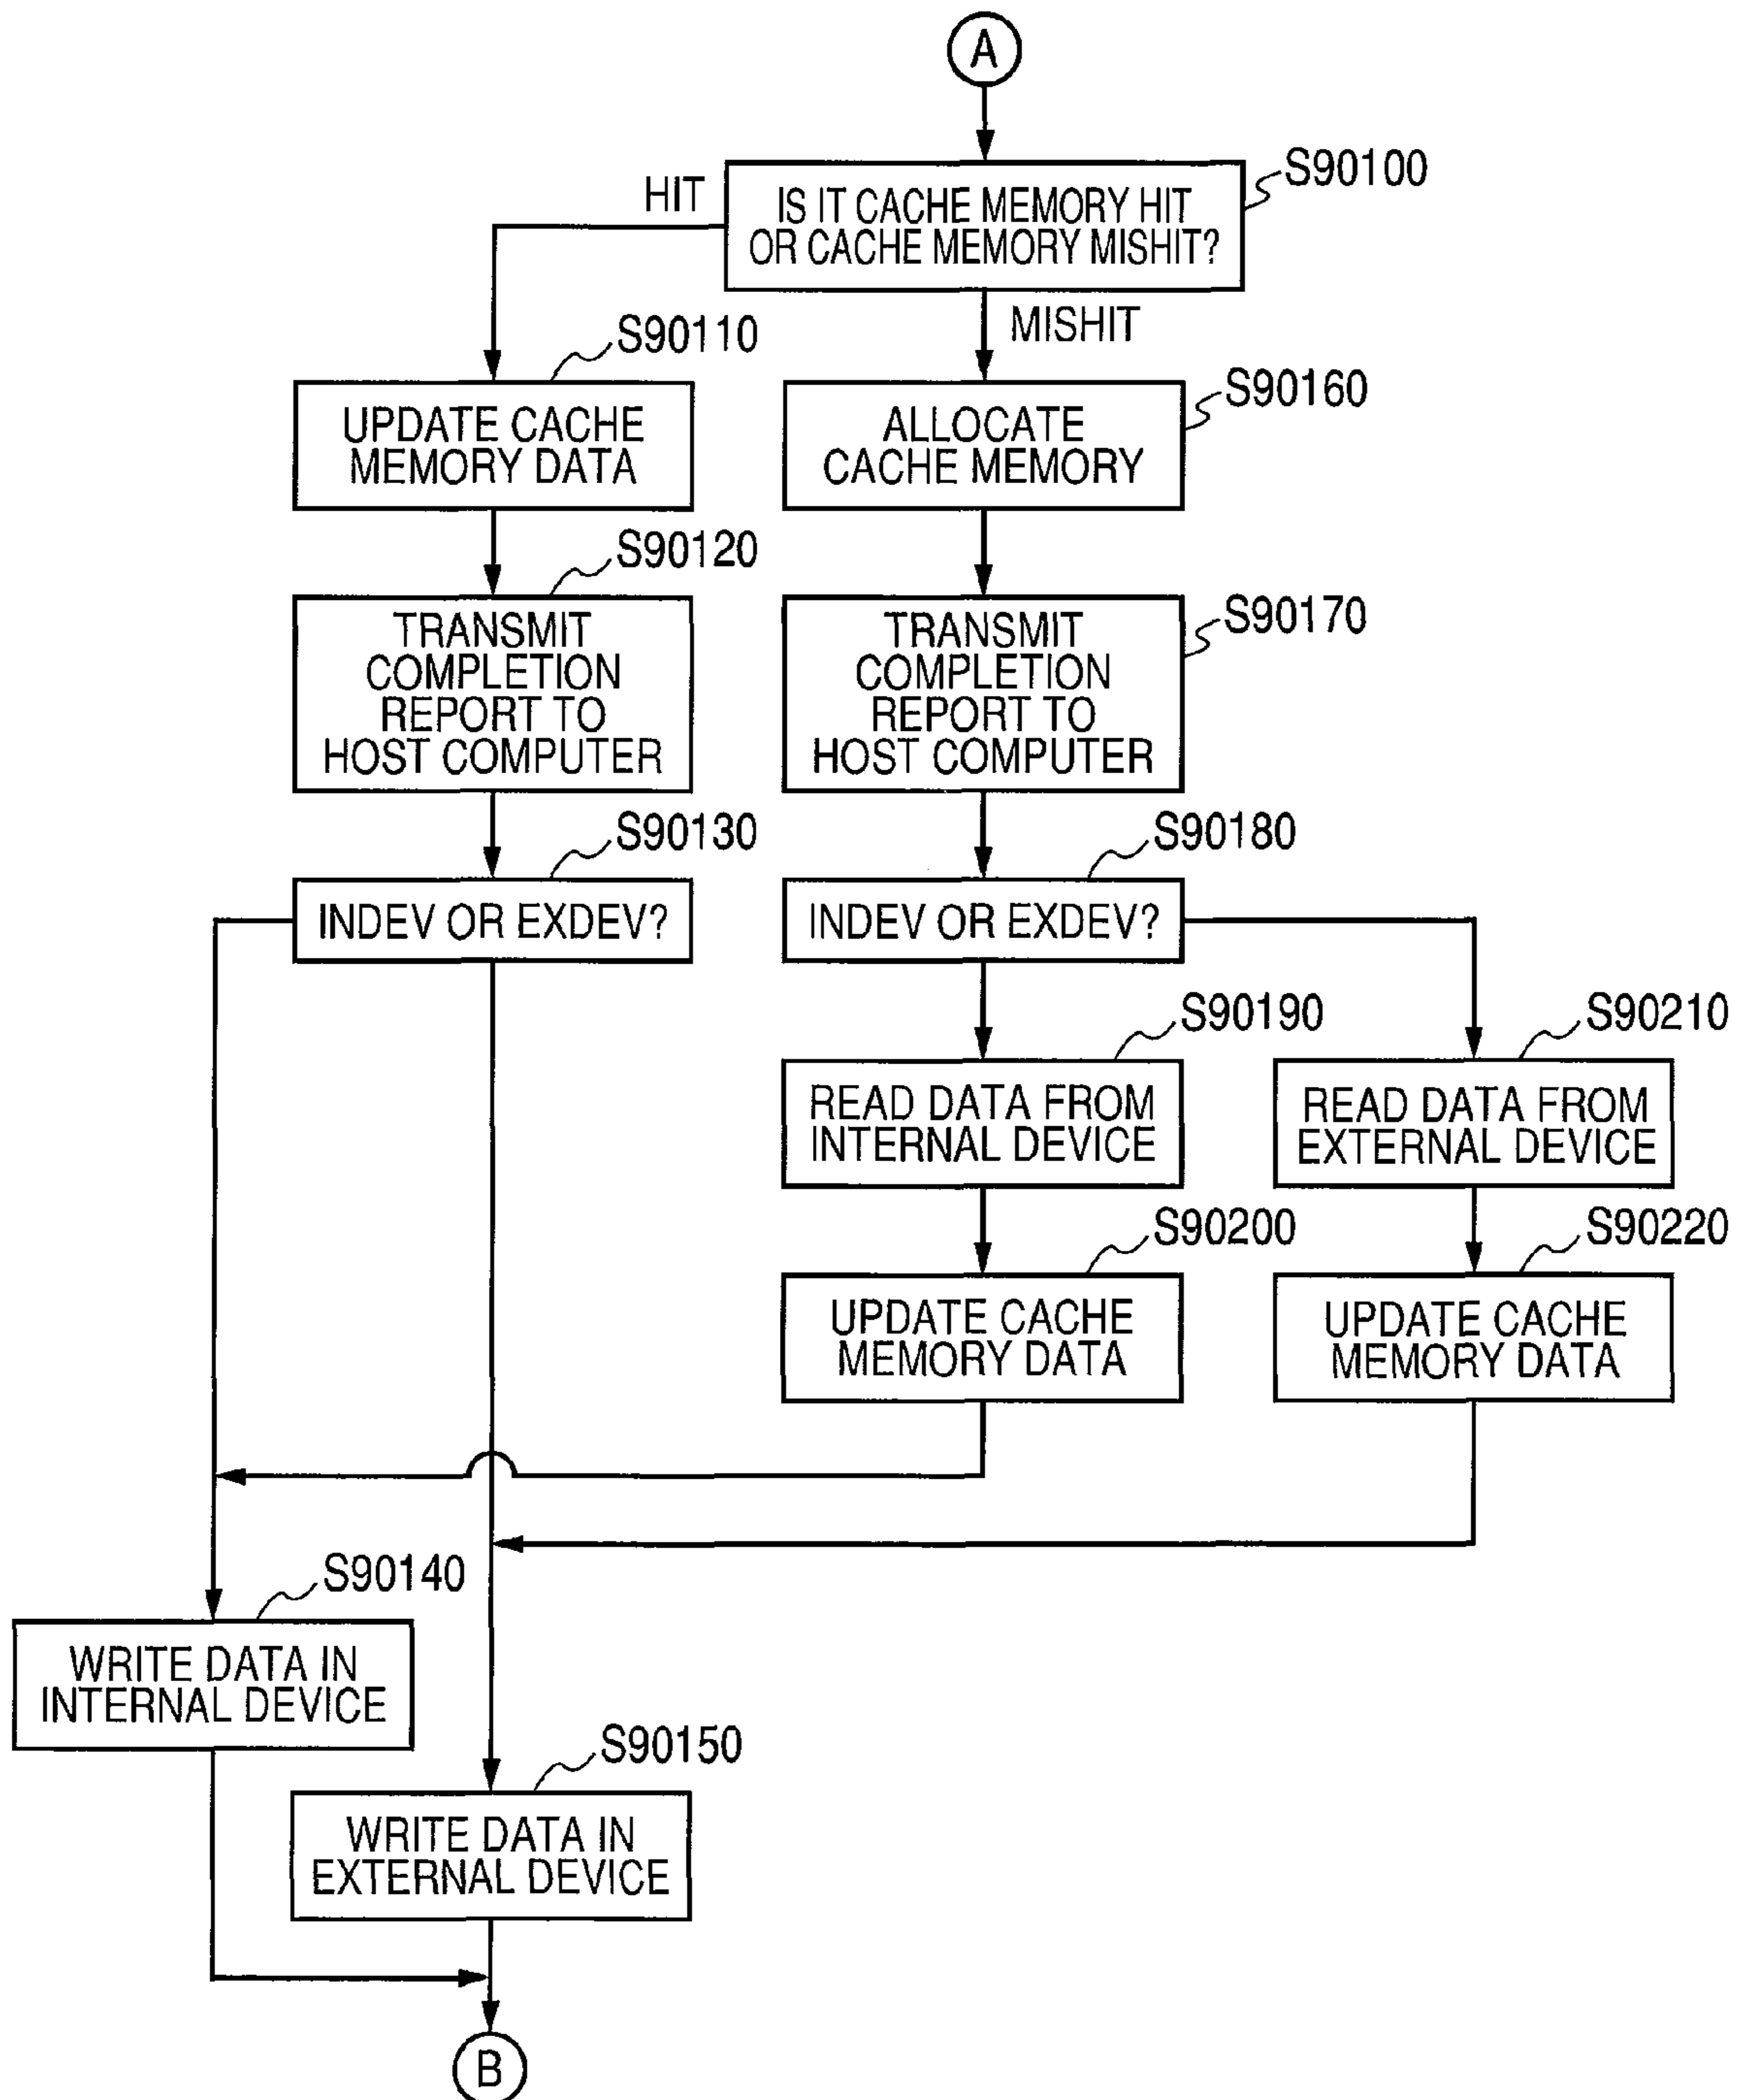 A
S90100
IS IT CACHE MEMORY HIT
OR CACHE MEMORY MISHIT?
HIT
MISHIT
S90110
UPDATE CACHE
MEMORY DATA
S90160
ALLOCATE
CACHE MEMORY
S90120
TRANSMIT
COMPLETION
REPORT TO
HOST COMPUTER
S90170
TRANSMIT
COMPLETION
REPORT TO
HOST COMPUTER
S90130
INDEV OR EXDEV?
S90180
INDEV OR EXDEV?
S90190
READ DATA FROM
INTERNAL DEVICE
S90210
READ DATA FROM
EXTERNAL DEVICE
S90200
UPDATE CACHE
MEMORY DATA
S90220
UPDATE CACHE
MEMORY DATA
S90140
WRITE DATA IN
INTERNAL DEVICE
S90150
WRITE DATA IN
EXTERNAL DEVICE
B